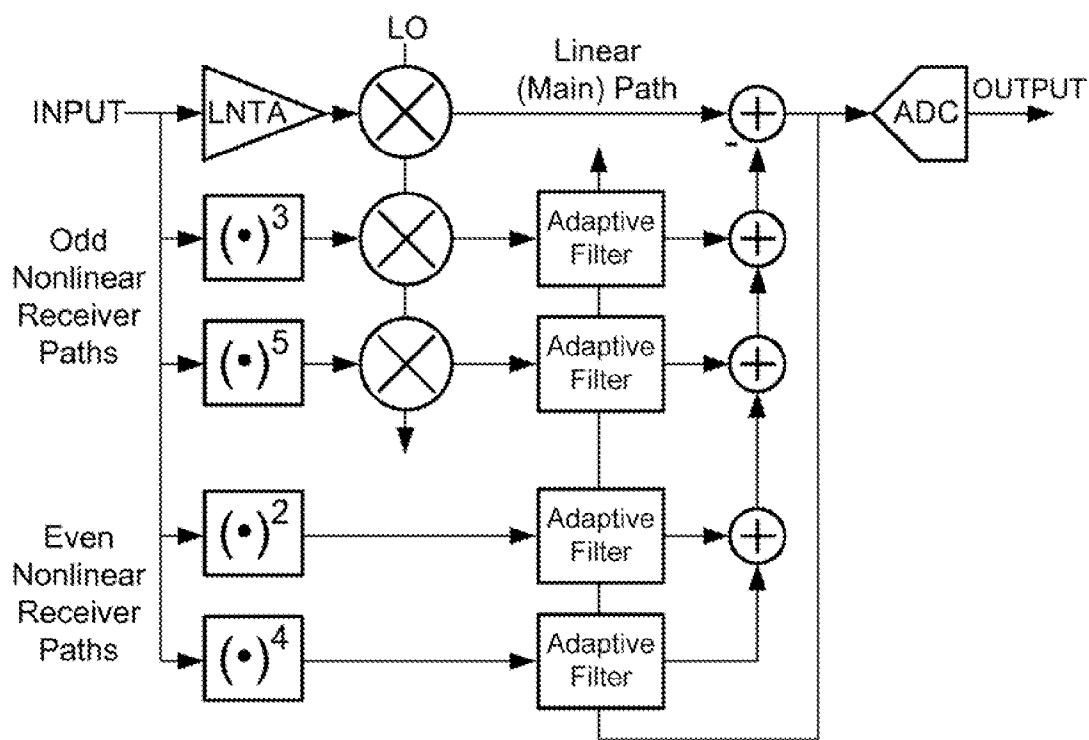 LO
Linear
(Main) Path
INPUT
LNTA
ADC
OUTPUT
+
-
Odd
Nonlinear
Receiver
Paths
(•)3
Adaptive
Filter
+
(•)5
Adaptive
Filter
+
Even
Nonlinear
Receiver
Paths
(•)2
Adaptive
Filter
+
(•)4
Adaptive
Filter